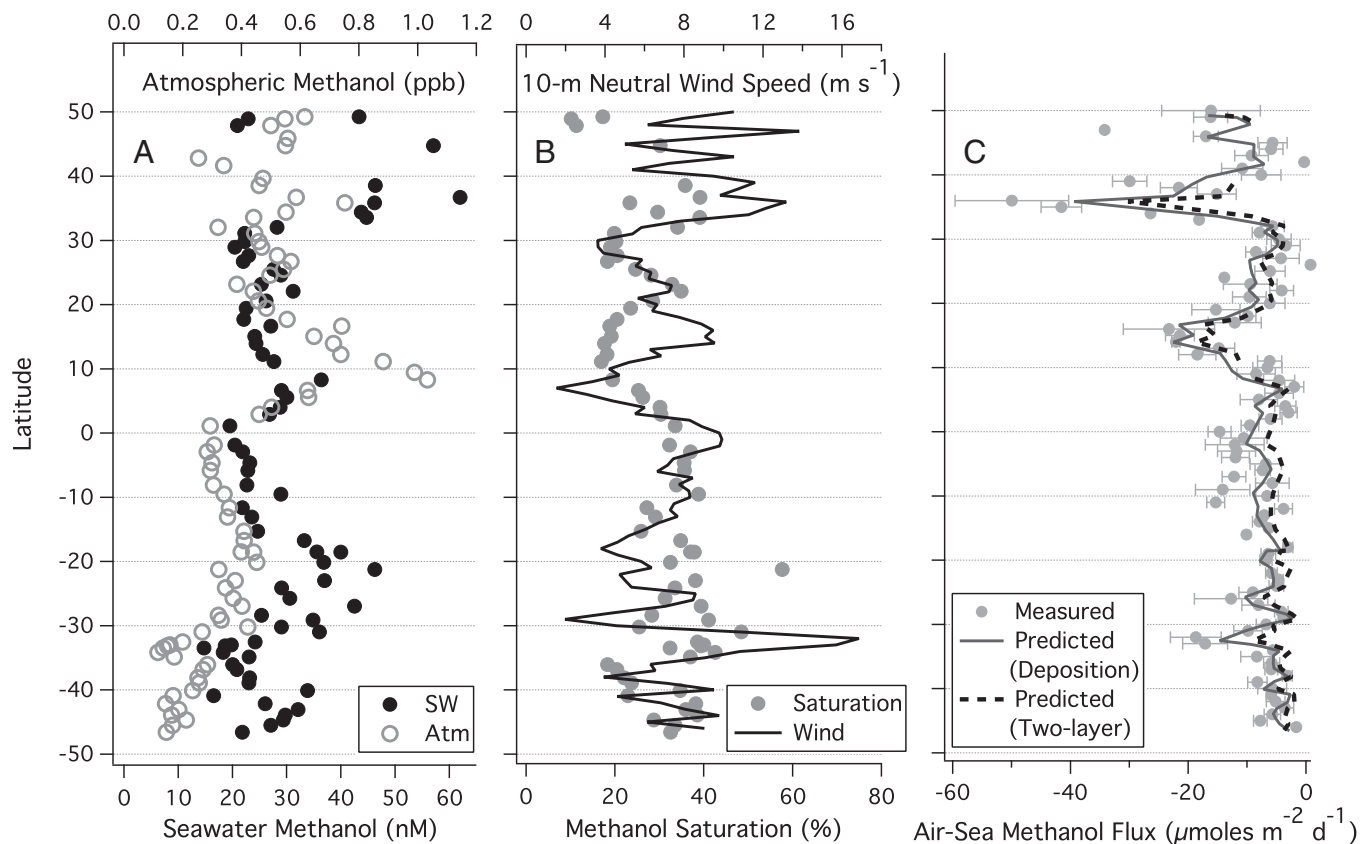 0.0 0.2 0.4 0.6 0.8 1.0 1.2
Atmospheric Methanol (ppb)
0 4 8 12 16
10-m Neutral Wind Speed (m s-1)
A
B
C
Latitude
50
40
30
20
10
0
-10
-20
-30
-40
-50
SW
Atm
Saturation
Wind
Measured
Predicted
(Deposition)
Predicted
(Two-layer)
0 10 20 30 40 50 60
Seawater Methanol (nM)
20 40 60 80
Methanol Saturation (%)
-60 -40 -20 0
Air-Sea Methanol Flux (µmoles m-2 d-1)